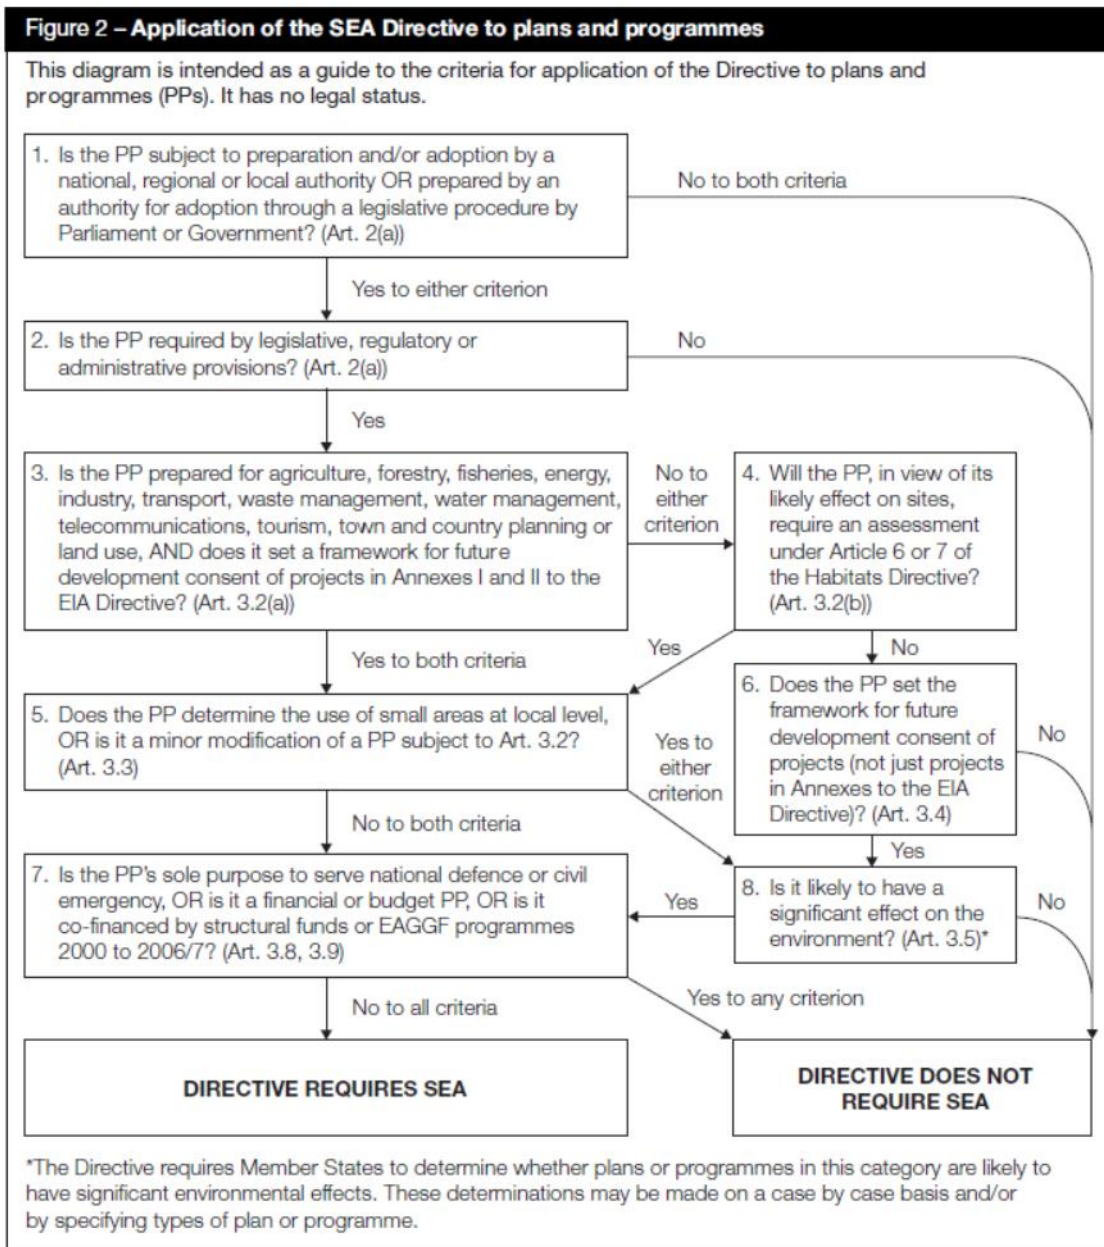 Figure 2 – Application of the SEA Directive to plans and programmes
This diagram is intended as a guide to the criteria for application of the Directive to plans and
programmes (PPs). It has no legal status.
1. Is the PP subject to preparation and/or adoption by a
national, regional or local authority OR prepared by an
authority for adoption through a legislative procedure by
Parliament or Government? (Art. 2(a))
No to both criteria
Yes to either criterion
2. Is the PP required by legislative, regulatory or
administrative provisions? (Art. 2(a))
No
Yes
3. Is the PP prepared for agriculture, forestry, fisheries, energy,
industry, transport, waste management, water management,
telecommunications, tourism, town and country planning or
land use, AND does it set a framework for future
development consent of projects in Annexes I and II to the
EIA Directive? (Art. 3.2(a))
No to
either
criterion
4. Will the PP, in view of its
likely effect on sites,
require an assessment
under Article 6 or 7 of
the Habitats Directive?
(Art. 3.2(b))
Yes to both criteria
Yes
No
5. Does the PP determine the use of small areas at local level,
OR is it a minor modification of a PP subject to Art. 3.2?
(Art. 3.3)
Yes to
either
criterion
6. Does the PP set the
framework for future
development consent of
projects (not just projects
in Annexes to the EIA
Directive)? (Art. 3.4)
No
No to both criteria
Yes
7. Is the PP's sole purpose to serve national defence or civil
emergency, OR is it a financial or budget PP, OR is it
co-financed by structural funds or EAGGF programmes
2000 to 2006/7? (Art. 3.8, 3.9)
Yes
8. Is it likely to have a
significant effect on the
environment? (Art. 3.5)*
No
No to all criteria
Yes to any criterion
DIRECTIVE REQUIRES SEA
DIRECTIVE DOES NOT
REQUIRE SEA
*The Directive requires Member States to determine whether plans or programmes in this category are likely to
have significant environmental effects. These determinations may be made on a case by case basis and/or
by specifying types of plan or programme.